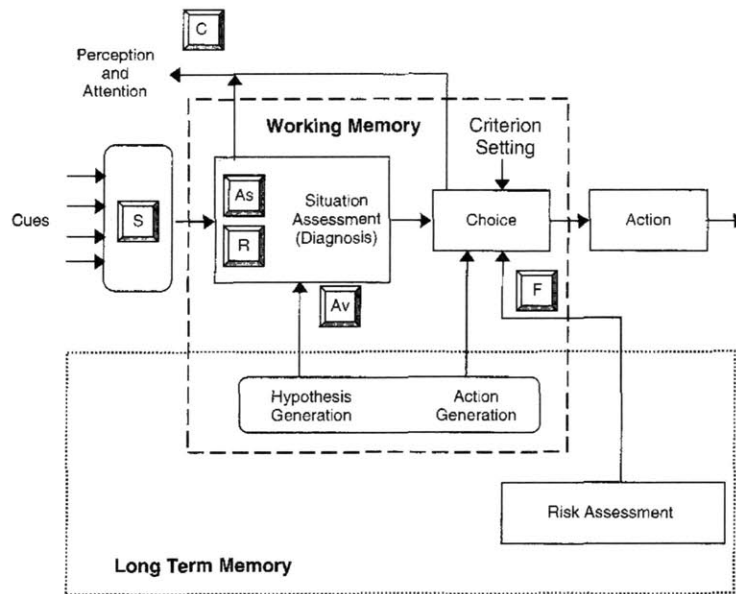 C
Perception
and
Attention
Working Memory
Criterion
Setting
Cues
S
As
R
Situation
Assessment
(Diagnosis)
Choice
Action
Av
F
Hypothesis
Generation
Action
Generation
Risk Assessment
Long Term Memory